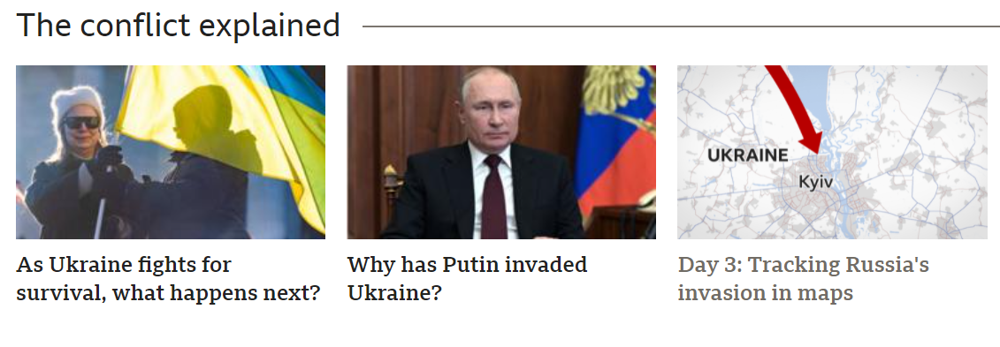 The conflict explained
UKRAINE
Kyiv
As Ukraine fights for
survival, what happens next?
Why has Putin invaded
Ukraine?
Day 3: Tracking Russia's
invasion in maps